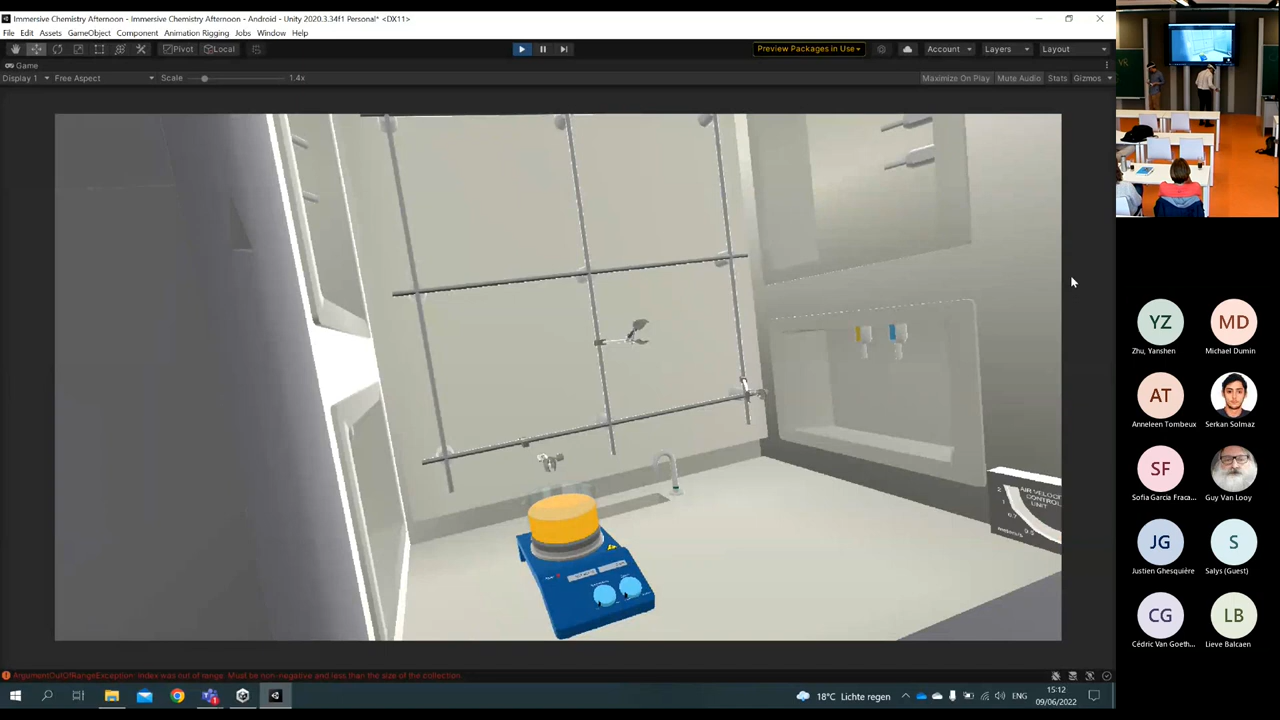 Immersive Chemistry Afternoon - Immersive Chemistry Afternoon - Android - Unity 2020.3.34f1 Personal* <DX11>
File Edit Assets GameObject Component Animation Rigging Jobs Window Help
Pivot Local Preview Packages in Use Account Layers Layout
Game
Display 1 Free Aspect Scale 1.4x Maximize On Play Mute Audio Stats Gizmos
VR
AIR VELOCITY
CONTROL
UNIT
YZ MD
Zhu, Yanshen Michael Dumin
AT
Anneleen Tombeux Serkan Solmaz
SF
Sofia Garcia Fraca... Guy Van Looy
JG S
Justien Ghesquière Salys (Guest)
CG LB
Cédric Van Goeth... Lieve Balcaen
ArgumentOutOfRangeException: Index was out of range. Must be non-negative and less than the size of the collection.
18°C Lichte regen ENG 15:12
09/06/2022